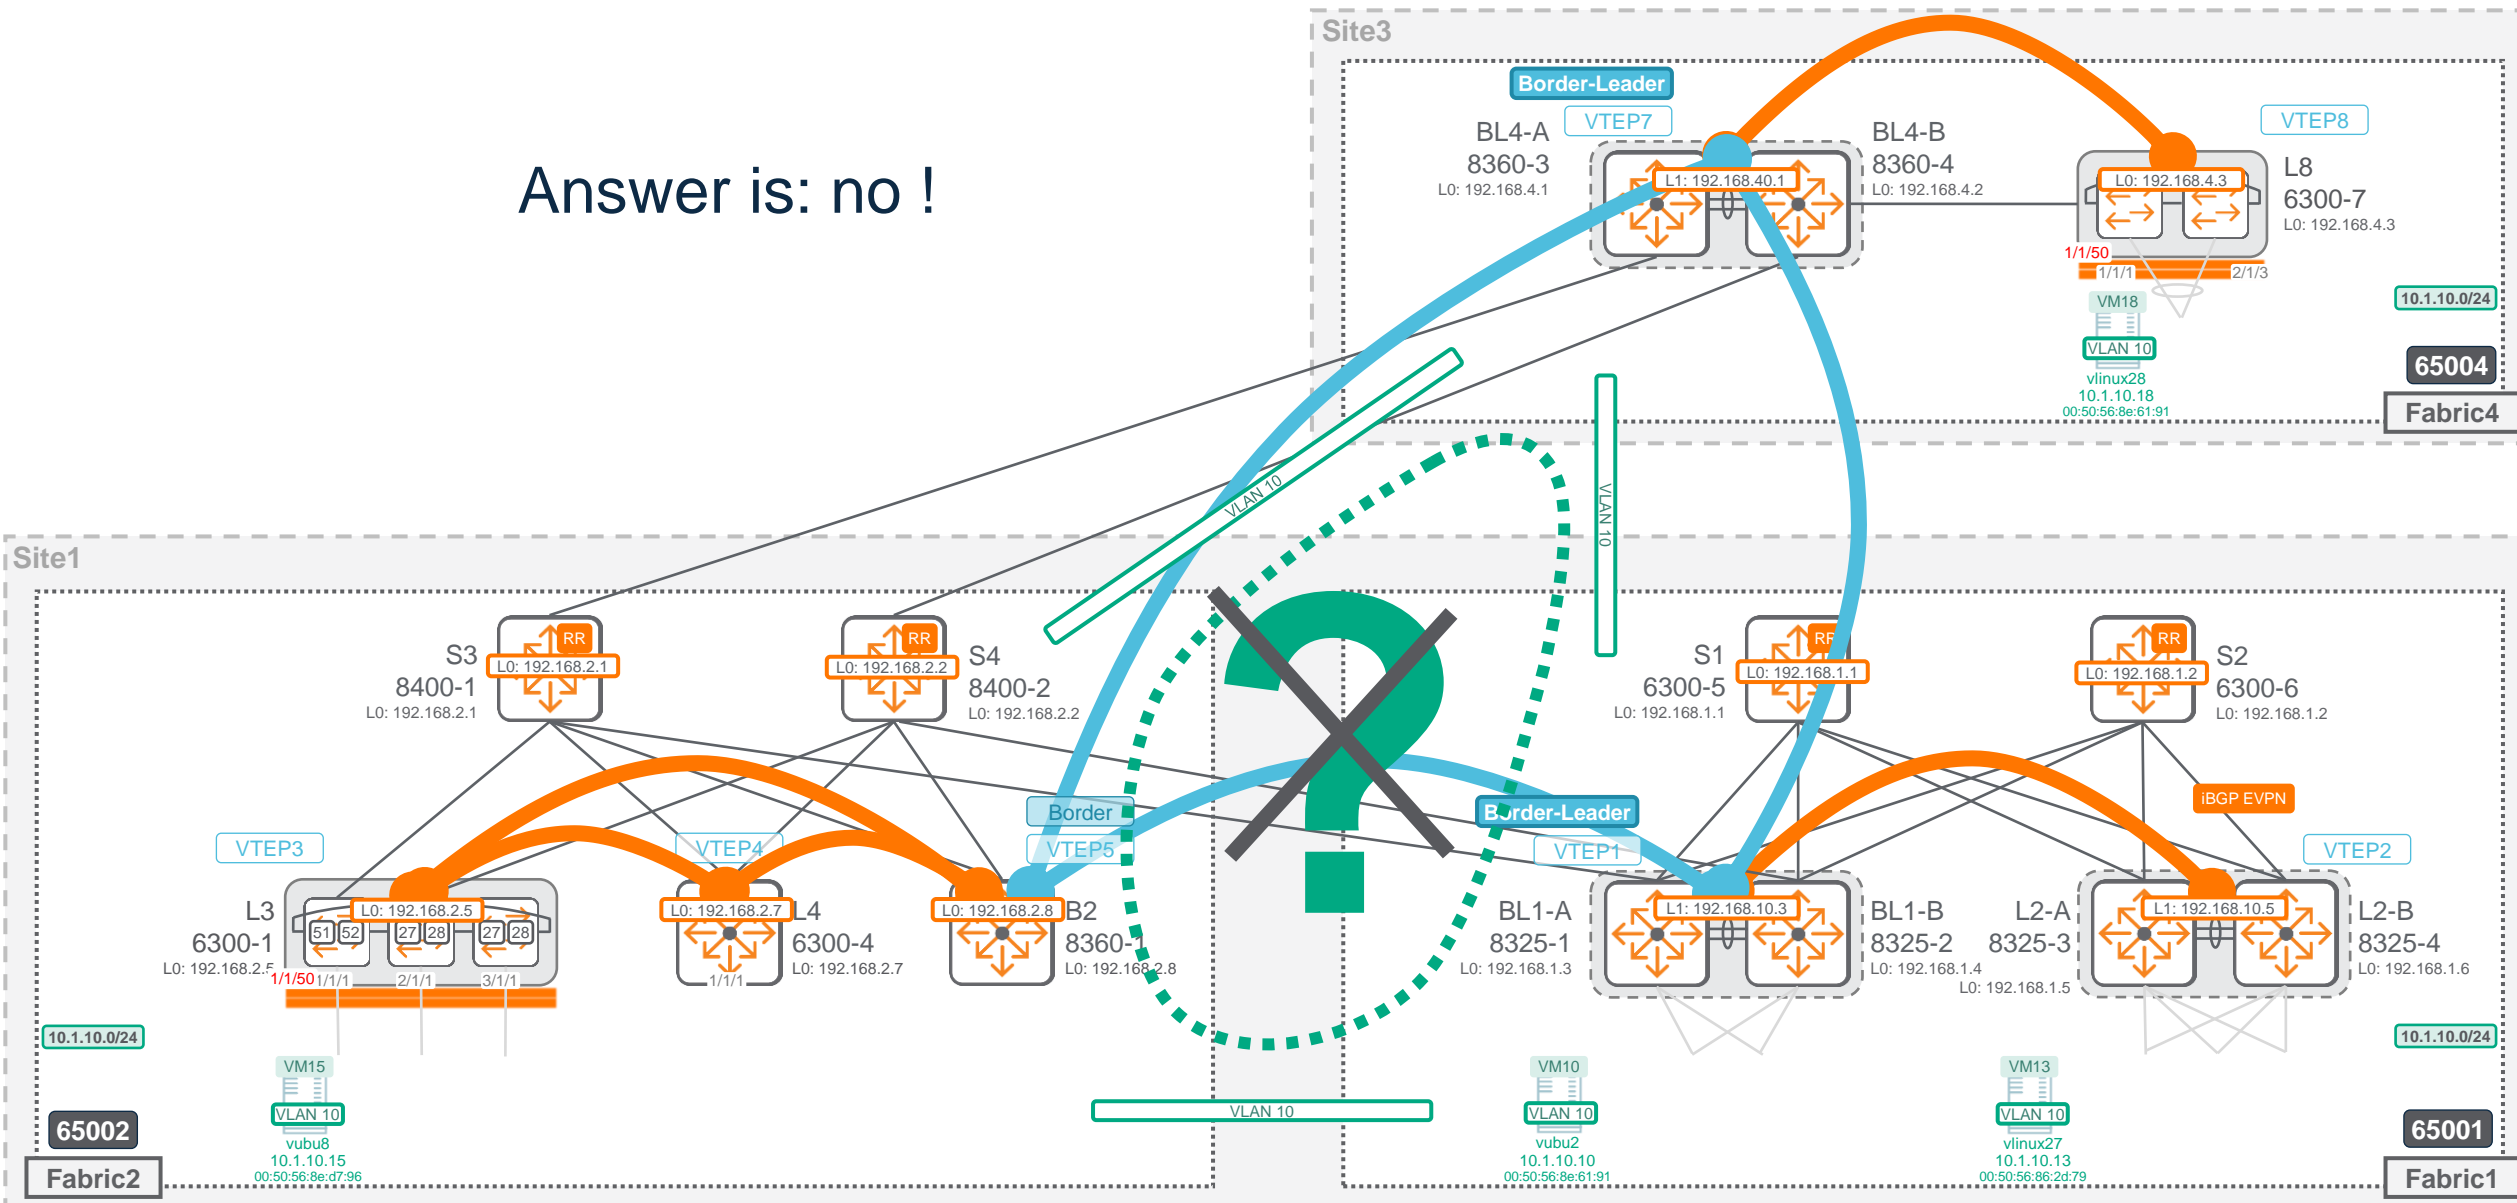 Site3
Border-Leader
VTEP7
VTEP8
BL4-A
8360-3
L0: 192.168.4.1
BL4-B
8360-4
L0: 192.168.4.2
L1: 192.168.40.1
L0: 192.168.4.3
L8
6300-7
L0: 192.168.4.3
1/1/50
1/1/1
2/1/3
VM18
VLAN 10
vlinux28
10.1.10.18
00:50:56:8e:61:91
10.1.10.0/24
65004
Fabric4
Answer is: no !
VLAN 10
VLAN 10
Site1
S3
8400-1
L0: 192.168.2.1
RR
L0: 192.168.2.1
RR
L0: 192.168.2.2
S4
8400-2
L0: 192.168.2.2
?
S1
6300-5
L0: 192.168.1.1
RR
L0: 192.168.1.1
RR
L0: 192.168.1.2
S2
6300-6
L0: 192.168.1.2
iBGP EVPN
Border
Border-Leader
VTEP3
VTEP4
VTEP5
VTEP1
VTEP2
L3
6300-1
L0: 192.168.2.5
L0: 192.168.2.5
51 52
27 28
27 28
1/1/50
1/1/1
2/1/1
3/1/1
L0: 192.168.2.7
L4
6300-4
L0: 192.168.2.7
1/1/1
L0: 192.168.2.8
B2
8360-1
L0: 192.168.2.8
BL1-A
8325-1
L0: 192.168.1.3
L1: 192.168.10.3
BL1-B
8325-2
L0: 192.168.1.4
L2-A
8325-3
L0: 192.168.1.5
L1: 192.168.10.5
L2-B
8325-4
L0: 192.168.1.6
10.1.10.0/24
VM15
VLAN 10
vubu8
10.1.10.15
00:50:56:8e:d7:96
65002
Fabric2
VLAN 10
VM10
VLAN 10
vubu2
10.1.10.10
00:50:56:8e:61:91
VM13
VLAN 10
vlinux27
10.1.10.13
00:50:56:86:2d:79
10.1.10.0/24
65001
Fabric1